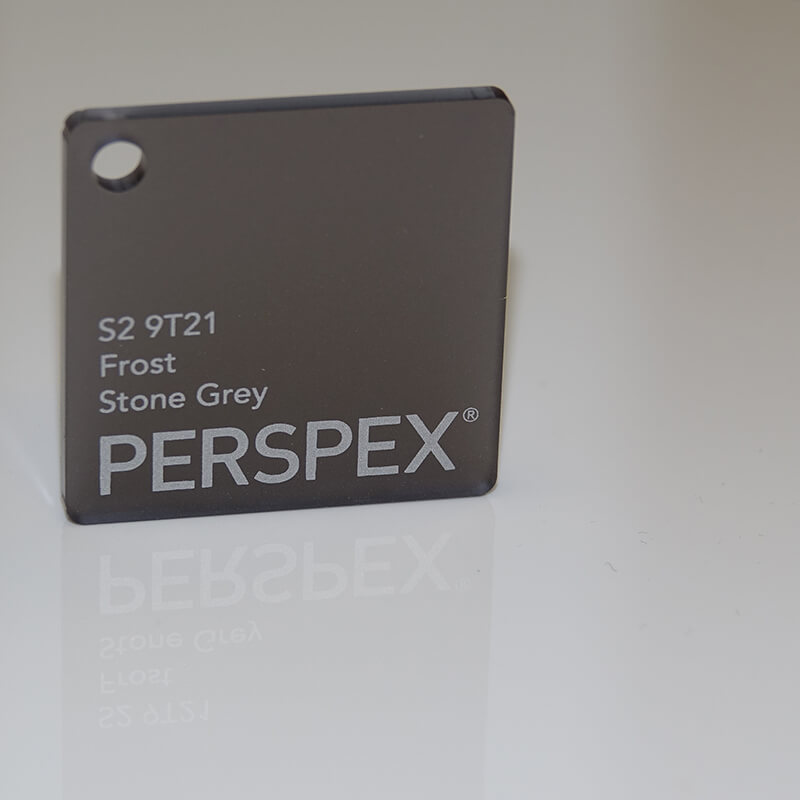 S2 9T21
Frost
Stone Grey
PERSPEX®